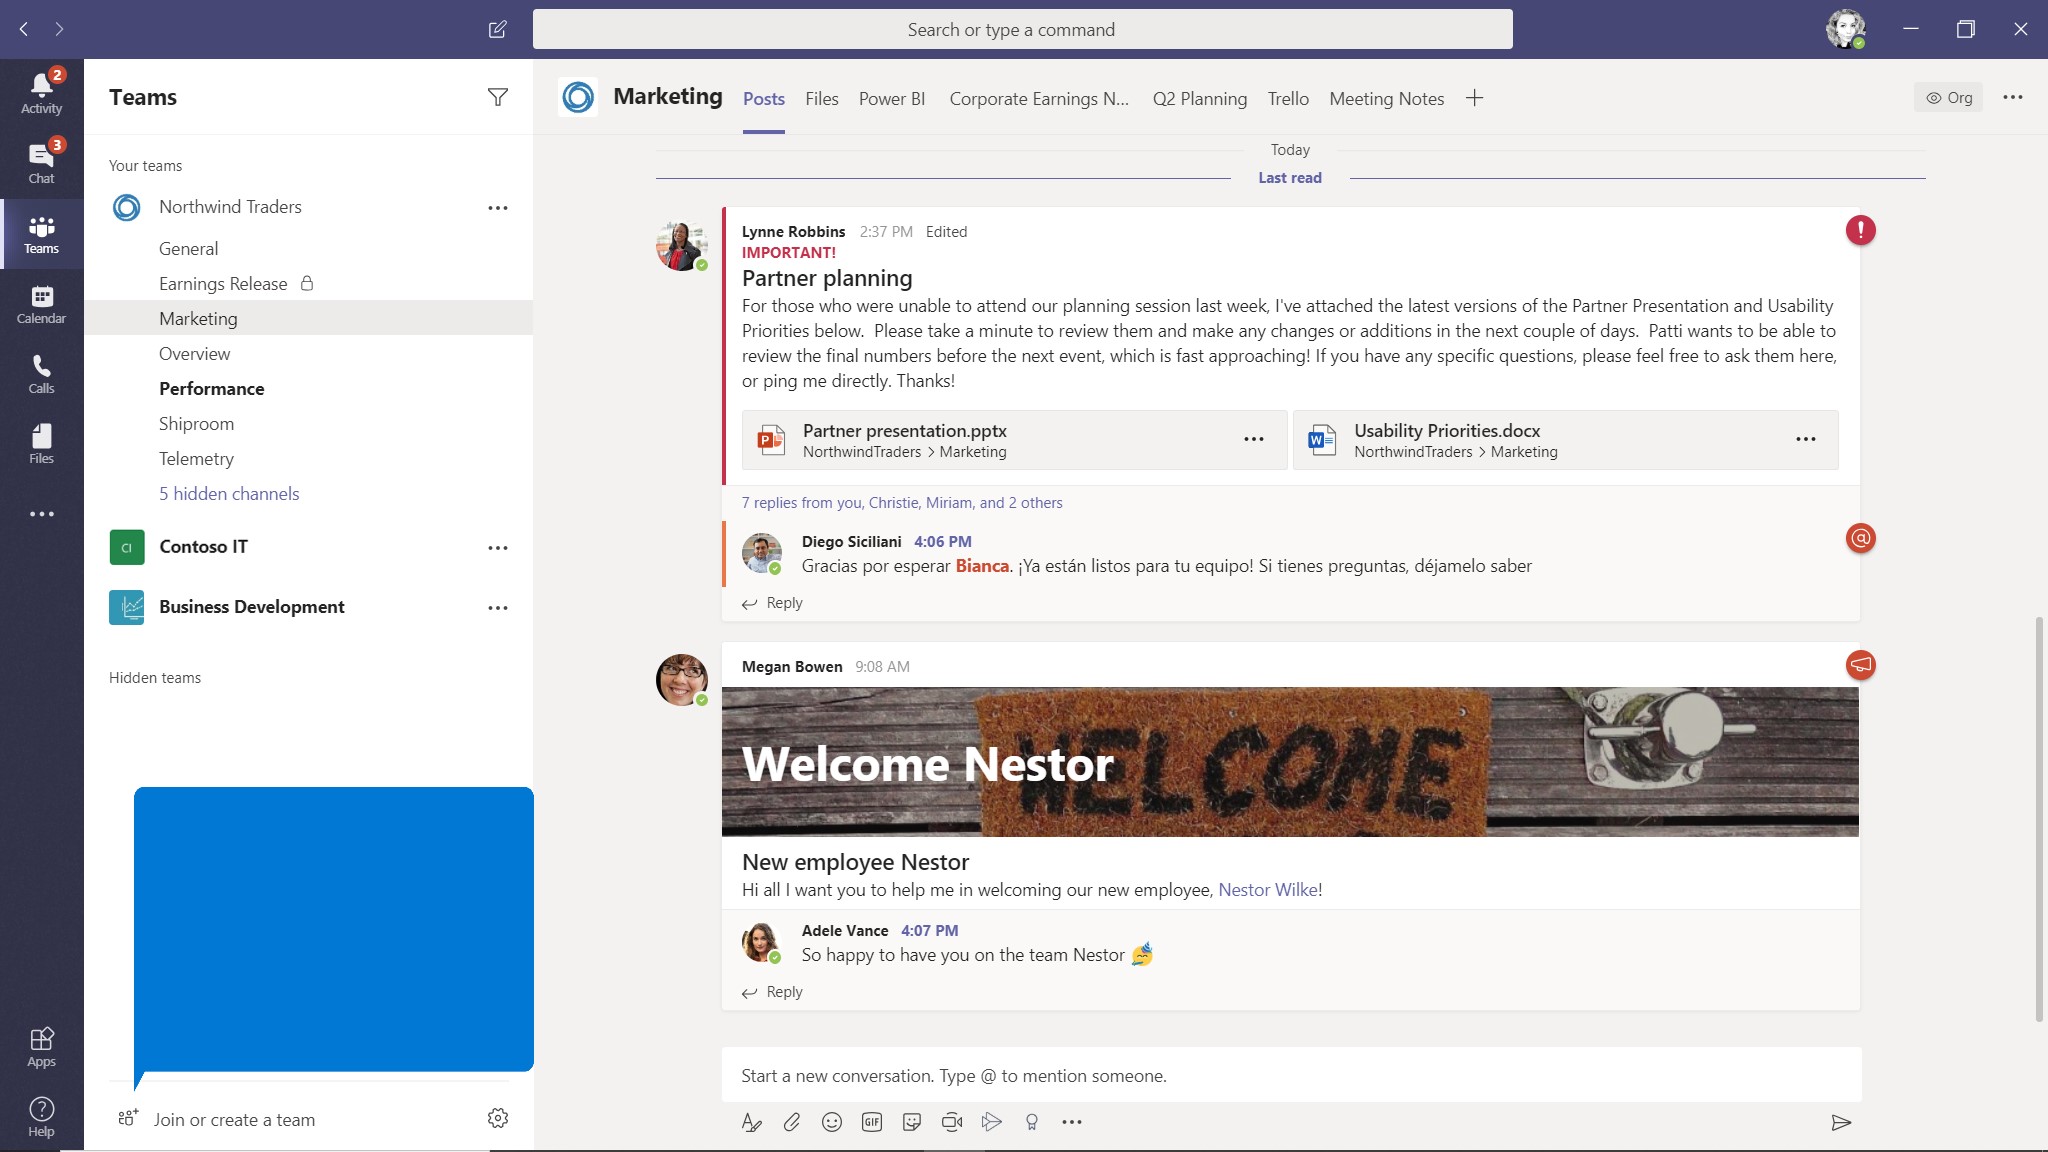 Search or type a command
2
Activity
3
Chat
Teams
Calendar
Calls
Files
Apps
Help
Teams
Your teams
Northwind Traders
General
Earnings Release
Marketing
Overview
Performance
Shiproom
Telemetry
5 hidden channels
CI
Contoso IT
Business Development
Hidden teams
Join or create a team
Marketing
Posts
Files
Power BI
Corporate Earnings N...
Q2 Planning
Trello
Meeting Notes
Org
Today
Last read
Lynne Robbins 2:37 PM Edited
IMPORTANT!
Partner planning
For those who were unable to attend our planning session last week, I've attached the latest versions of the Partner Presentation and Usability
Priorities below. Please take a minute to review them and make any changes or additions in the next couple of days. Patti wants to be able to
review the final numbers before the next event, which is fast approaching! If you have any specific questions, please feel free to ask them here,
or ping me directly. Thanks!
P
Partner presentation.pptx
NorthwindTraders > Marketing
W
Usability Priorities.docx
NorthwindTraders > Marketing
7 replies from you, Christie, Miriam, and 2 others
Diego Siciliani 4:06 PM
Gracias por esperar Bianca. ¡Ya están listos para tu equipo! Si tienes preguntas, déjamelo saber
Reply
Megan Bowen 9:08 AM
WELCOME
Welcome Nestor
New employee Nestor
Hi all I want you to help me in welcoming our new employee, Nestor Wilke!
Adele Vance 4:07 PM
So happy to have you on the team Nestor 🥳
Reply
Start a new conversation. Type @ to mention someone.
GIF